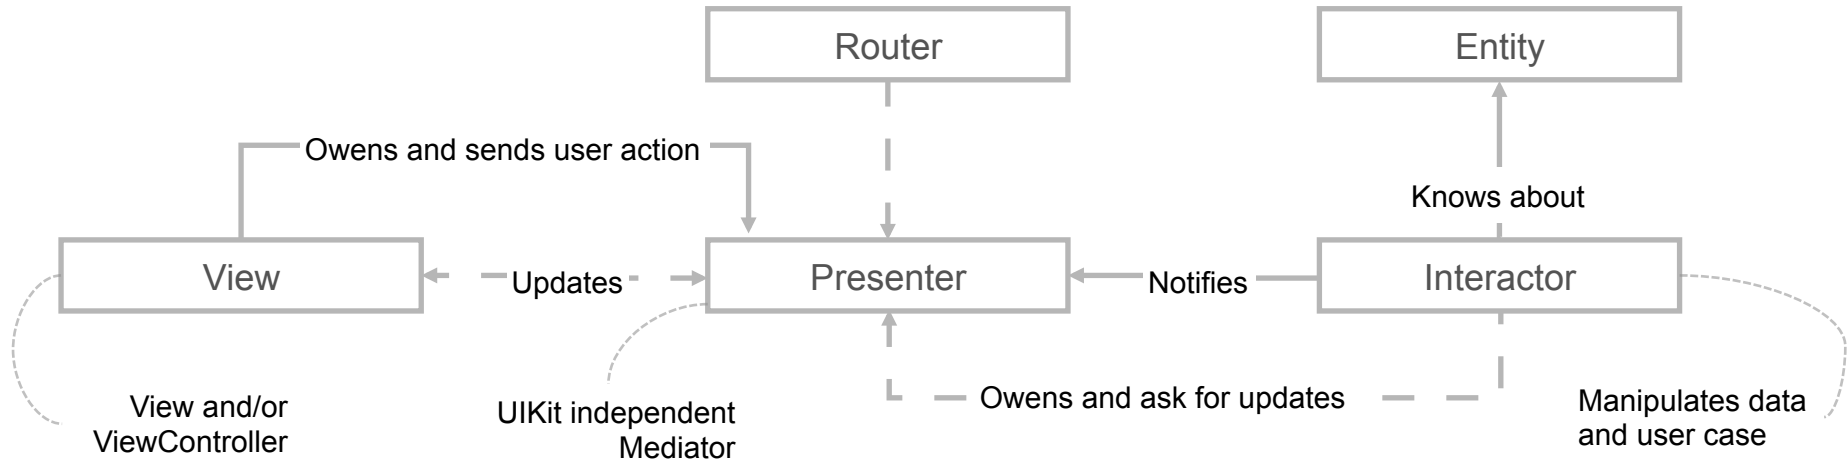 Router
Entity
Owens and sends user action
Knows about
View
Updates
Presenter
Notifies
Interactor
View and/or
ViewController
UIKit independent
Mediator
Owens and ask for updates
Manipulates data
and user case